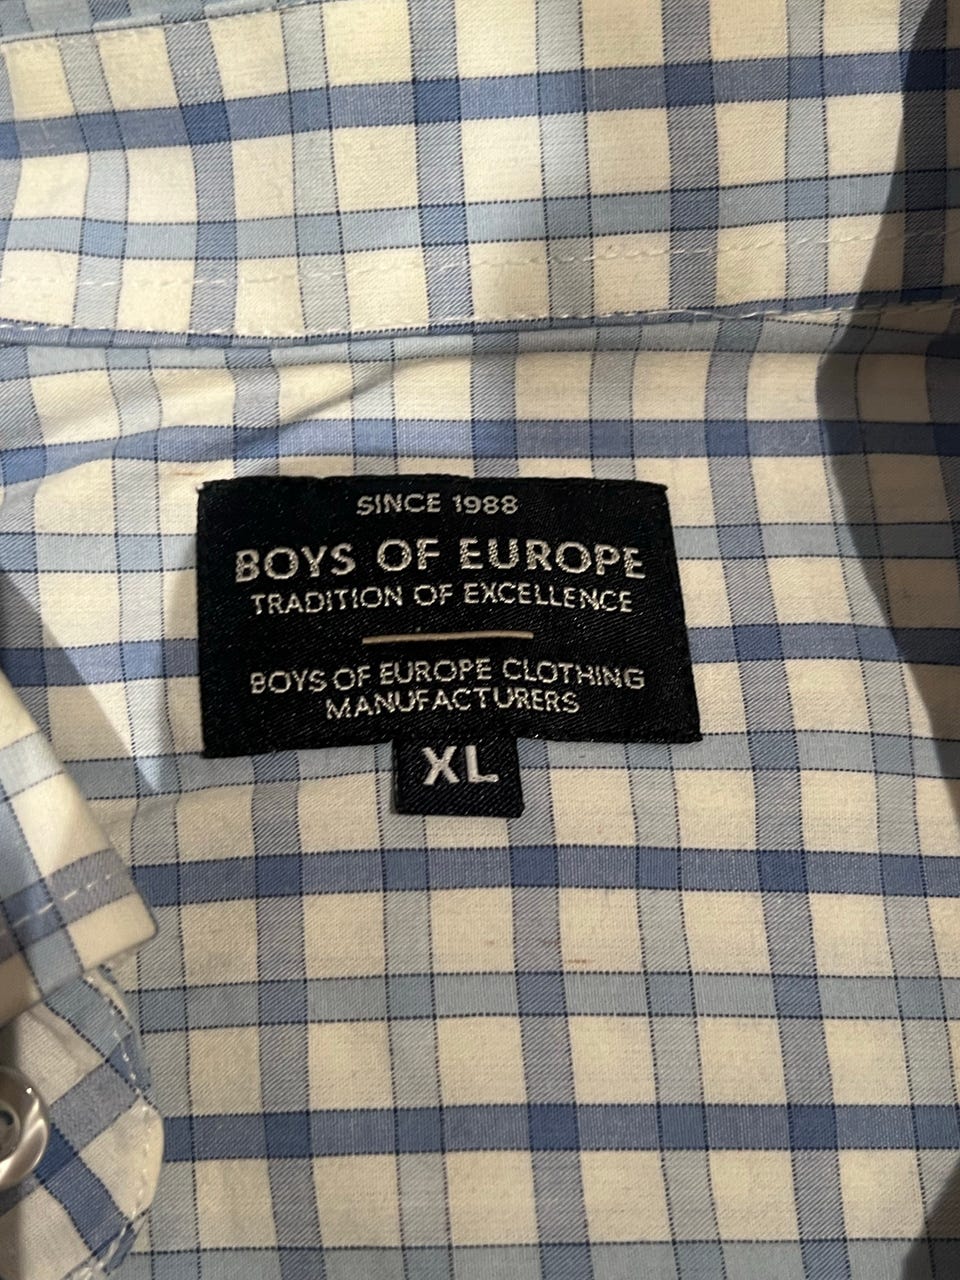 SINCE 1988
BOYS OF EUROPE
TRADITION OF EXCELLENCE
BOYS OF EUROPE CLOTHING
MANUFACTURERS
XL